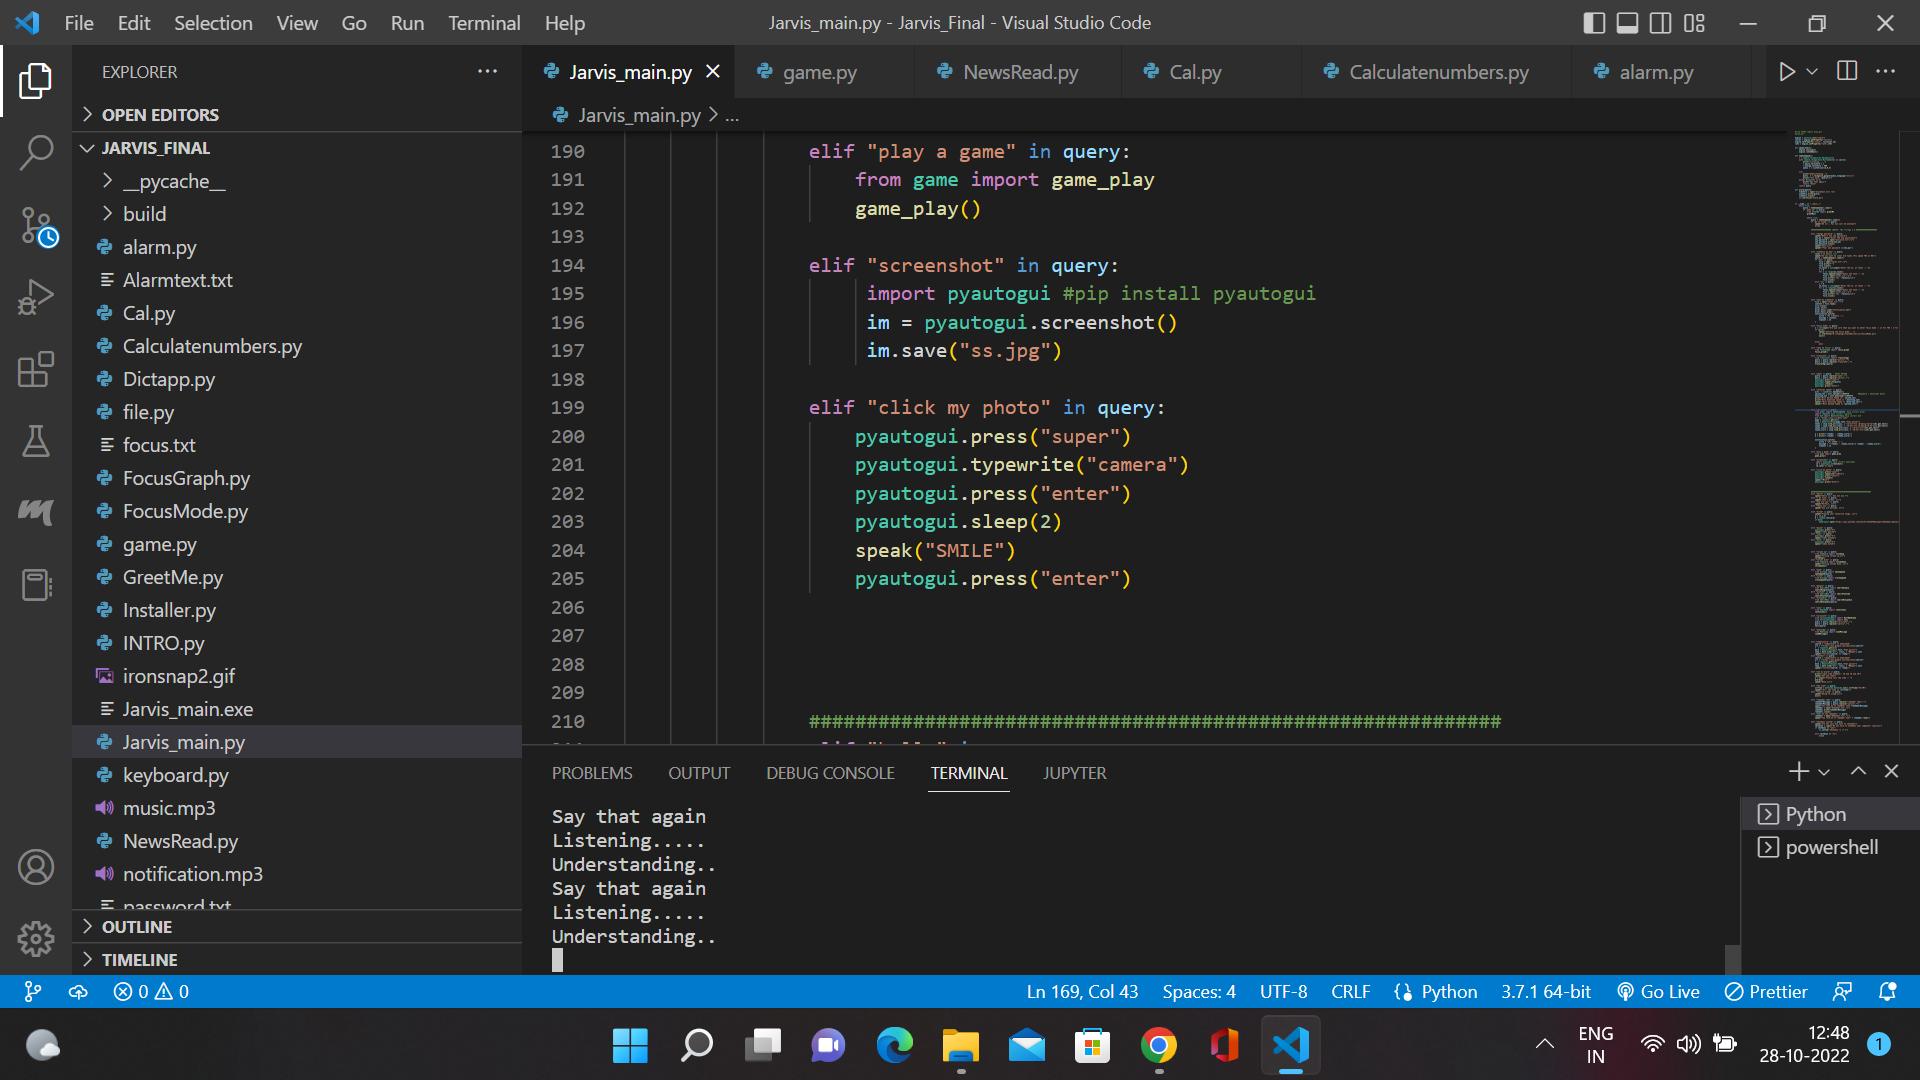 File Edit Selection View Go Run Terminal Help
Jarvis_main.py - Jarvis_Final - Visual Studio Code
EXPLORER
OPEN EDITORS
JARVIS_FINAL
__pycache__
build
alarm.py
Alarmtext.txt
Cal.py
Calculatenumbers.py
Dictapp.py
file.py
focus.txt
FocusGraph.py
FocusMode.py
game.py
GreetMe.py
Installer.py
INTRO.py
ironsnap2.gif
Jarvis_main.exe
Jarvis_main.py
keyboard.py
music.mp3
NewsRead.py
notification.mp3
password.txt
OUTLINE
TIMELINE
Jarvis_main.py game.py NewsRead.py Cal.py Calculatenumbers.py alarm.py
Jarvis_main.py > ...
190 elif "play a game" in query:
191 from game import game_play
192 game_play()
193
194 elif "screenshot" in query:
195 import pyautogui #pip install pyautogui
196 im = pyautogui.screenshot()
197 im.save("ss.jpg")
198
199 elif "click my photo" in query:
200 pyautogui.press("super")
201 pyautogui.typewrite("camera")
202 pyautogui.press("enter")
203 pyautogui.sleep(2)
204 speak("SMILE")
205 pyautogui.press("enter")
206
207
208
209
210 ############################################################
PROBLEMS OUTPUT DEBUG CONSOLE TERMINAL JUPYTER
Say that again
Listening.....
Understanding..
Say that again
Listening.....
Understanding..
Python
powershell
0 0 Ln 169, Col 43 Spaces: 4 UTF-8 CRLF Python 3.7.1 64-bit Go Live Prettier
ENG
IN
12:48
28-10-2022
1